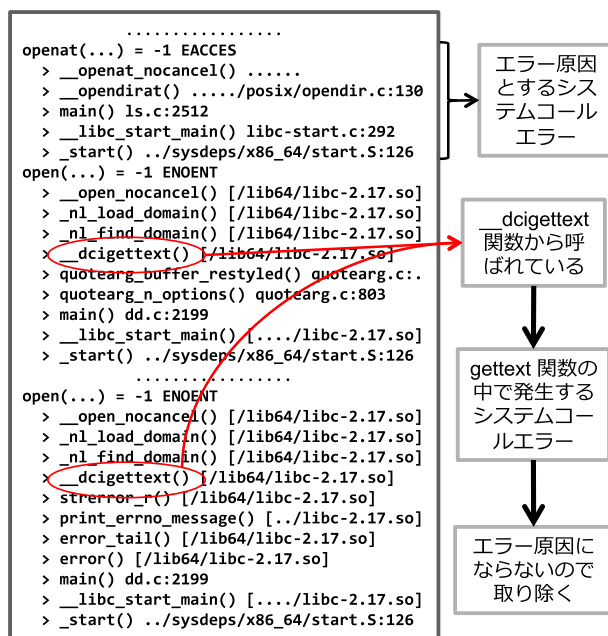 .................
openat(...) = -1 EACCES
> __openat_nocancel() ......
> __opendirat() ...../posix/opendir.c:130
> main() ls.c:2512
> __libc_start_main() libc-start.c:292
> _start() ../sysdeps/x86_64/start.S:126
open(...) = -1 ENOENT
> __open_nocancel() [/lib64/libc-2.17.so]
> _nl_load_domain() [/lib64/libc-2.17.so]
> _nl_find_domain() [/lib64/libc-2.17.so]
> __dcigettext() [/lib64/libc-2.17.so]
> quotearg_buffer_restyled() quotearg.c:.
> quotearg_n_options() quotearg.c:803
> main() dd.c:2199
> __libc_start_main() [..../libc-2.17.so]
> _start() ../sysdeps/x86_64/start.S:126
.................
open(...) = -1 ENOENT
> __open_nocancel() [/lib64/libc-2.17.so]
> _nl_load_domain() [/lib64/libc-2.17.so]
> _nl_find_domain() [/lib64/libc-2.17.so]
> __dcigettext() [/lib64/libc-2.17.so]
> strerror_r() [/lib64/libc-2.17.so]
> print_errno_message() [../libc-2.17.so]
> error_tail() [/lib64/libc-2.17.so]
> error() [/lib64/libc-2.17.so]
> main() dd.c:2199
> __libc_start_main() [..../libc-2.17.so]
> _start() ../sysdeps/x86_64/start.S:126
エラー原因
とするシス
テムコール
エラー
__dcigettext
関数から呼
ばれている
gettext 関数の
中で発生する
システムコー
ルエラー
エラー原因に
ならないので
取り除く